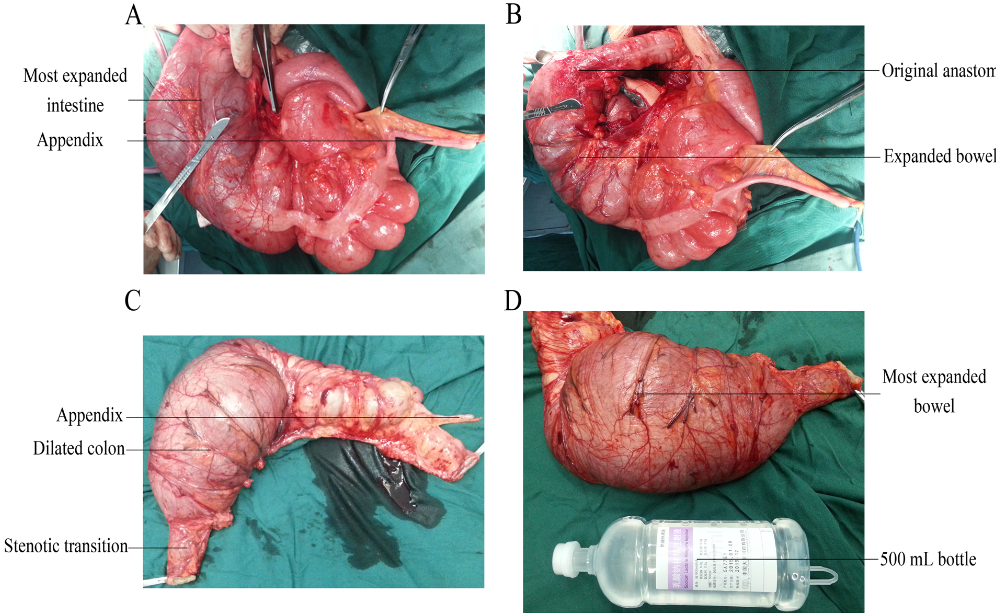 A
Most expanded
intestine
Appendix
B
Original anastom
Expanded bowel
C
Appendix
Dilated colon
Stenotic transition
D
Most expanded
bowel
500 mL bottle